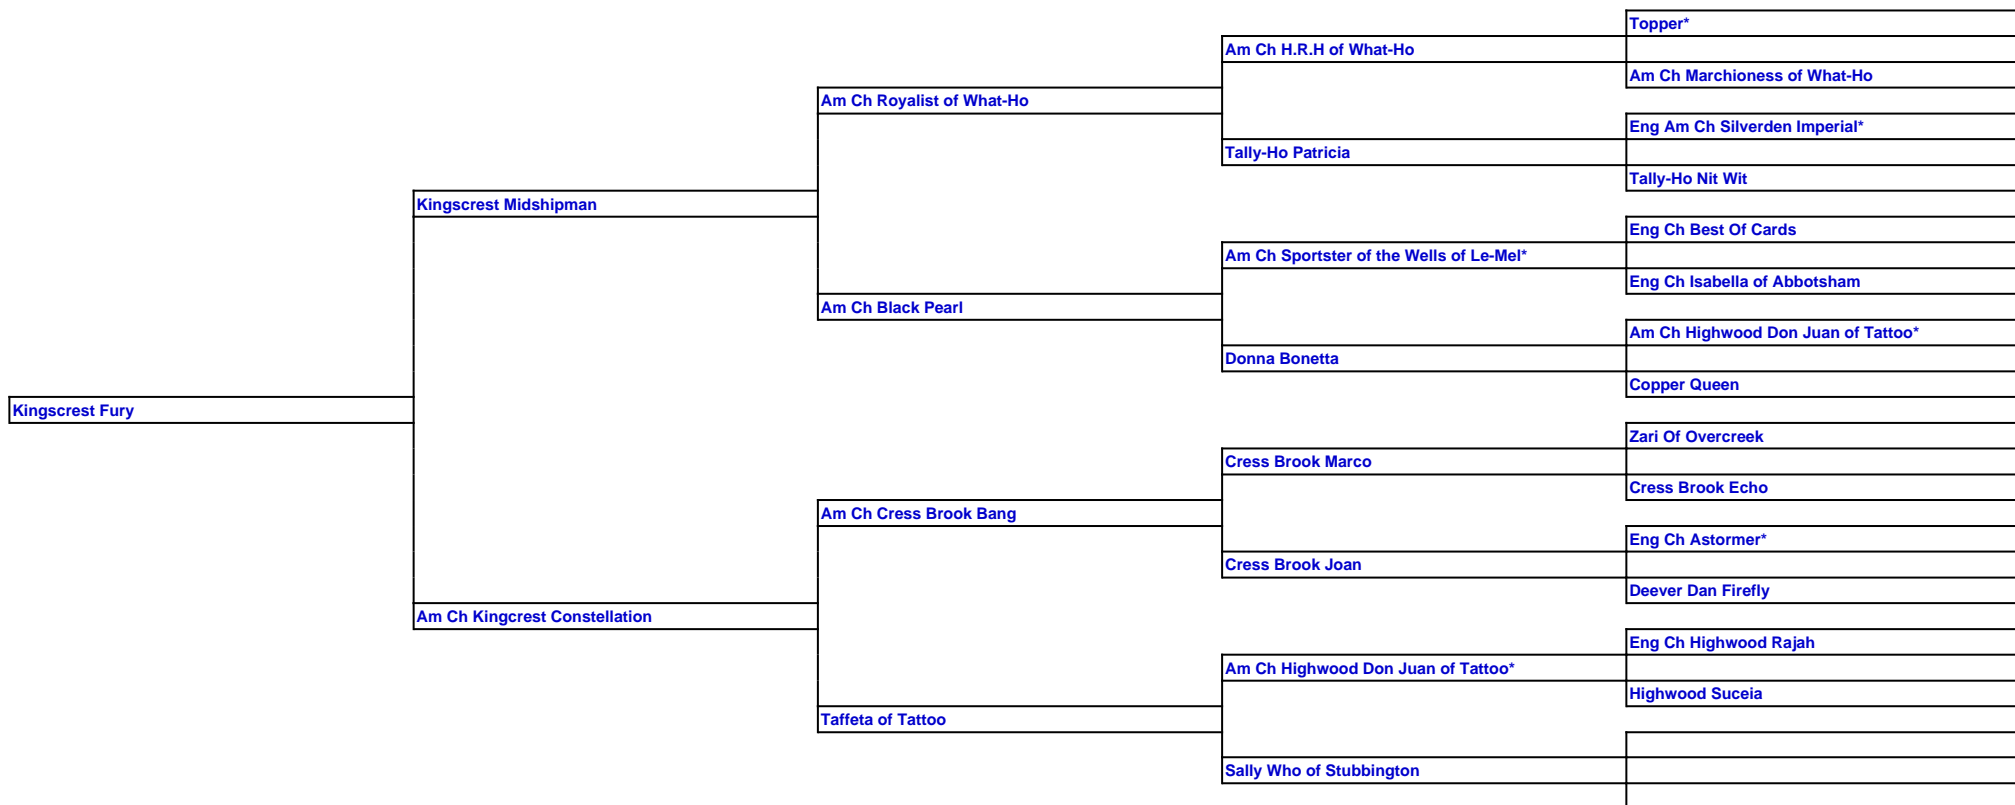 Topper*
Am Ch H.R.H of What-Ho
Am Ch Marchioness of What-Ho
Am Ch Royalist of What-Ho
Eng Am Ch Silverden Imperial*
Tally-Ho Patricia
Tally-Ho Nit Wit
Kingscrest Midshipman
Eng Ch Best Of Cards
Am Ch Sportster of the Wells of Le-Mel*
Eng Ch Isabella of Abbotsham
Am Ch Black Pearl
Am Ch Highwood Don Juan of Tattoo*
Donna Bonetta
Copper Queen
Kingscrest Fury
Zari Of Overcreek
Cress Brook Marco
Cress Brook Echo
Am Ch Cress Brook Bang
Eng Ch Astormer*
Cress Brook Joan
Deever Dan Firefly
Am Ch Kingcrest Constellation
Eng Ch Highwood Rajah
Am Ch Highwood Don Juan of Tattoo*
Highwood Suceia
Taffeta of Tattoo
Sally Who of Stubbington